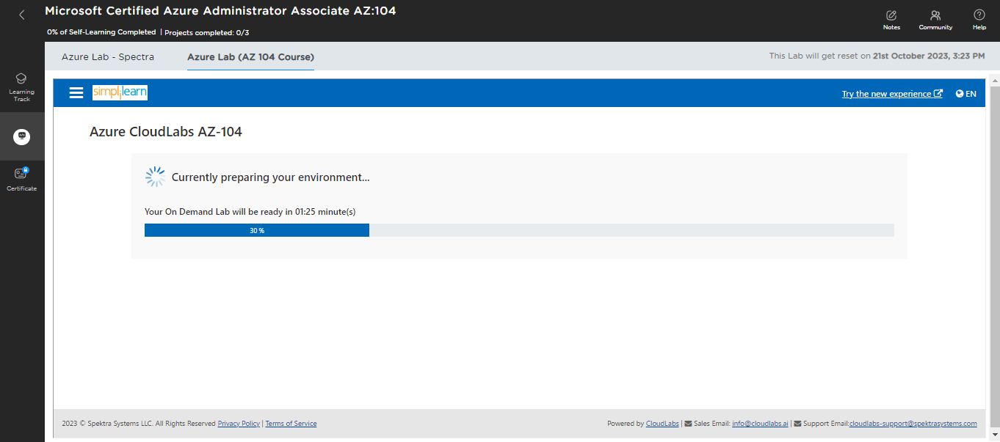 Microsoft Certified Azure Administrator Associate AZ:104
0% of Self-Learning Completed | Projects completed: 0/3
Notes
Community
Help
Azure Lab - Spectra
Azure Lab (AZ 104 Course)
This Lab will get reset on 21st October 2023, 3:23 PM
Learning
Track
Certificate
simplilearn
Try the new experience
EN
Azure CloudLabs AZ-104
Currently preparing your environment...
Your On Demand Lab will be ready in 01:25 minute(s)
30 %
2023 © Spektra Systems LLC. All Rights Reserved Privacy Policy | Terms of Service
Powered by CloudLabs | Sales Email: info@cloudlabs.ai | Support Email:cloudlabs-support@spektrasystems.com